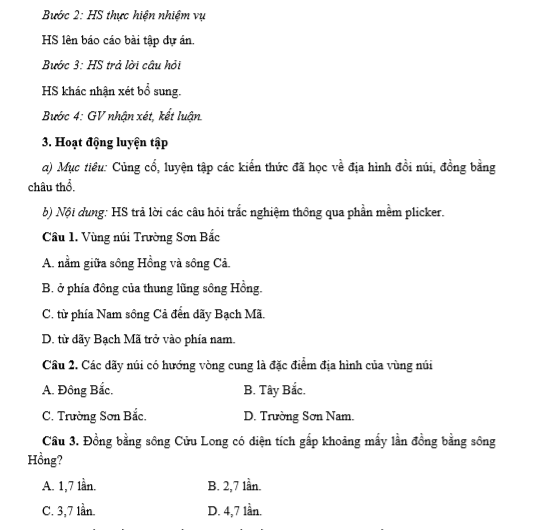 Bước 2: HS thực hiện nhiệm vụ
HS lên báo cáo bài tập dự án.
Bước 3: HS trả lời câu hỏi
HS khác nhận xét bổ sung.
Bước 4: GV nhận xét, kết luận.
3. Hoạt động luyện tập
a) Mục tiêu: Củng cố, luyện tập các kiến thức đã học về địa hình đồi núi, đồng bằng
châu thổ.
b) Nội dung: HS trả lời các câu hỏi trắc nghiệm thông qua phần mềm plicker.
Câu 1. Vùng núi Trường Sơn Bắc
A. nằm giữa sông Hồng và sông Cả.
B. ở phía đông của thung lũng sông Hồng.
C. từ phía Nam sông Cả đến dãy Bạch Mã.
D. từ dãy Bạch Mã trở vào phía nam.
Câu 2. Các dãy núi có hướng vòng cung là đặc điểm địa hình của vùng núi
A. Đông Bắc. B. Tây Bắc.
C. Trường Sơn Bắc. D. Trường Sơn Nam.
Câu 3. Đồng bằng sông Cửu Long có diện tích gấp khoảng mấy lần đồng bằng sông
Hồng?
A. 1,7 lần. B. 2,7 lần.
C. 3,7 lần. D. 4,7 lần.